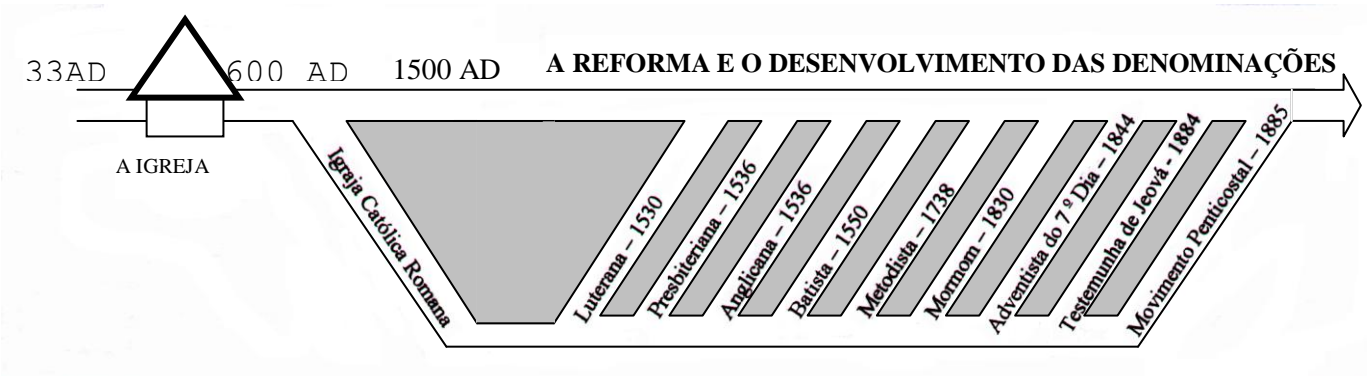 33AD
600 AD
1500 AD
A REFORMA E O DESENVOLVIMENTO DAS DENOMINAÇÕES
A IGREJA
Igraja Católica Romana
Luterana – 1530
Presbiteriana – 1536
Anglicana – 1536
Batista – 1550
Metodista – 1738
Mormom – 1830
Adventista do 7º Dia – 1844
Testemunha de Jeová - 1884
Movimento Penticostal – 1885